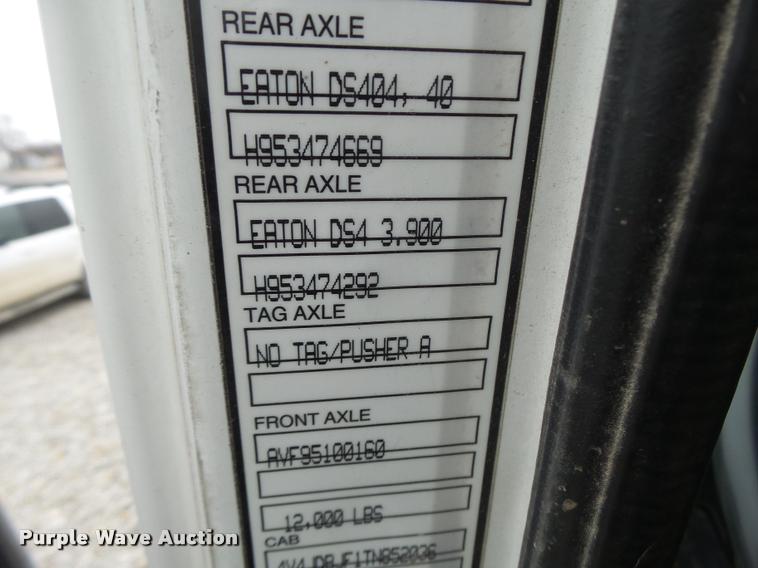 REAR AXLE
EATON DS404, 40
H953474669
REAR AXLE
EATON DS4 3.900
H953474292
TAG AXLE
NO TAG/PUSHER A
FRONT AXLE
AVF95100160
12,000 LBS
CAB
4V4JDBJF1TN852036
Purple Wave Auction